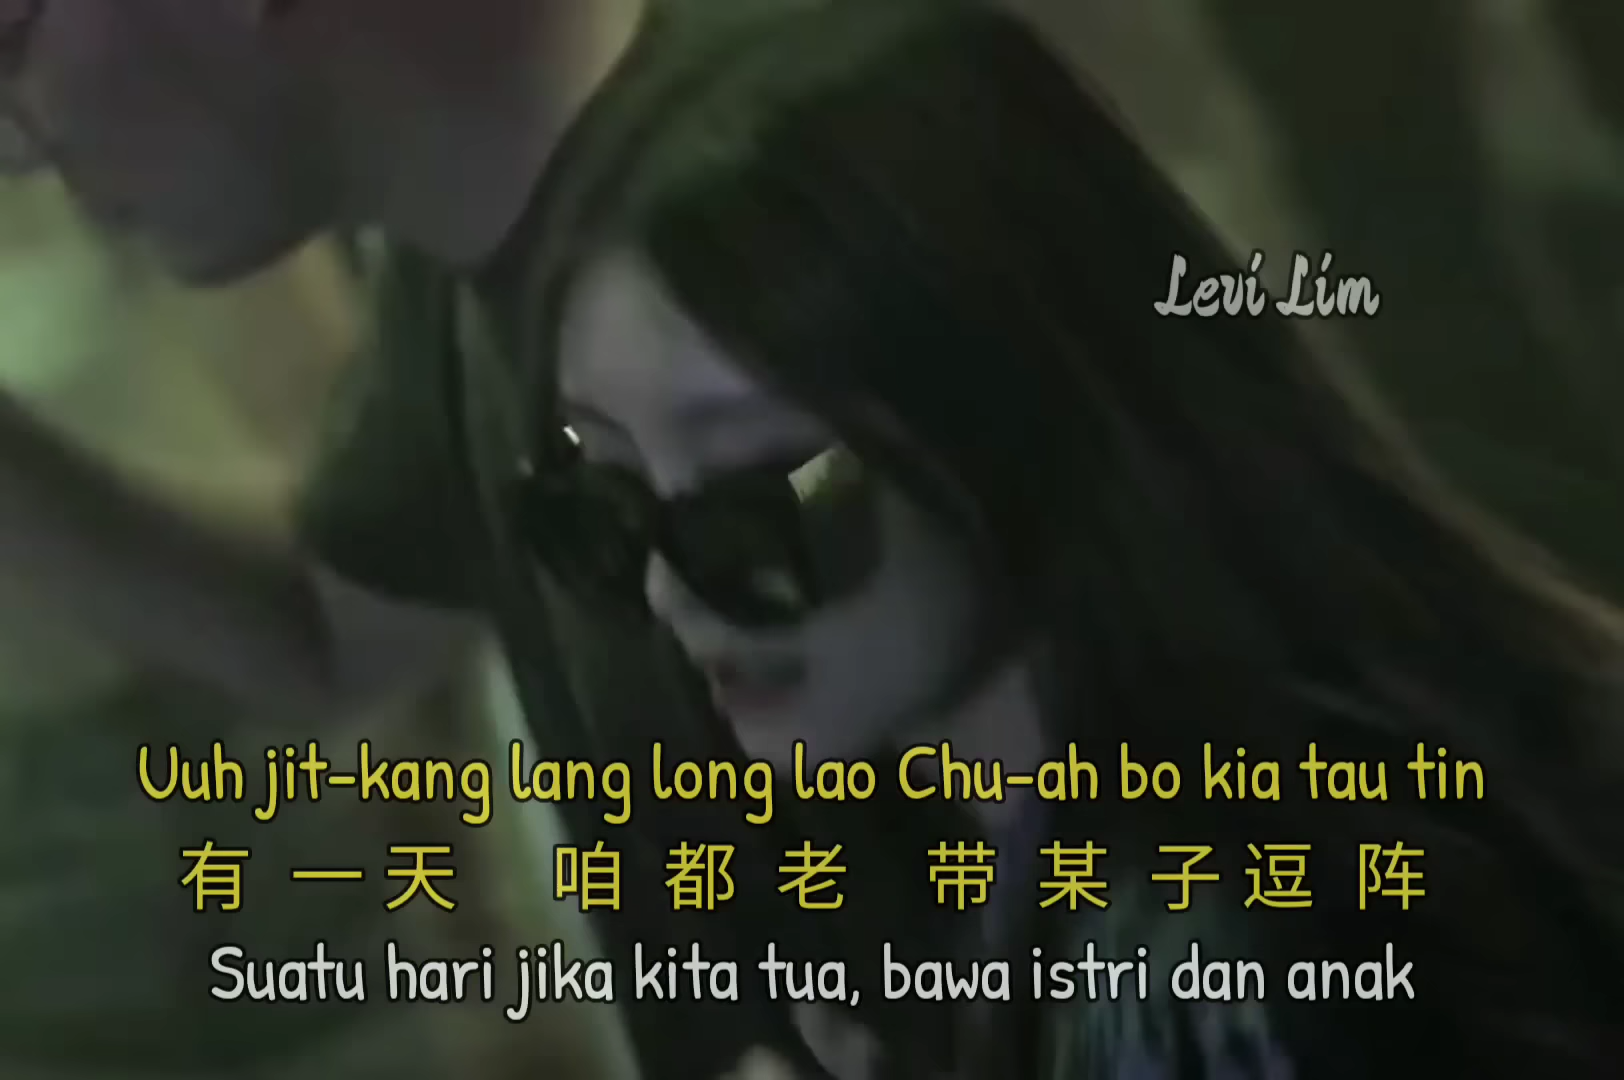 Levi Lim
Uuh jit-kang lang long lao Chu-ah bo kia tau tin
有 一 天 咱 都 老 带 某 子 逗 阵
Suatu hari jika kita tua, bawa istri dan anak